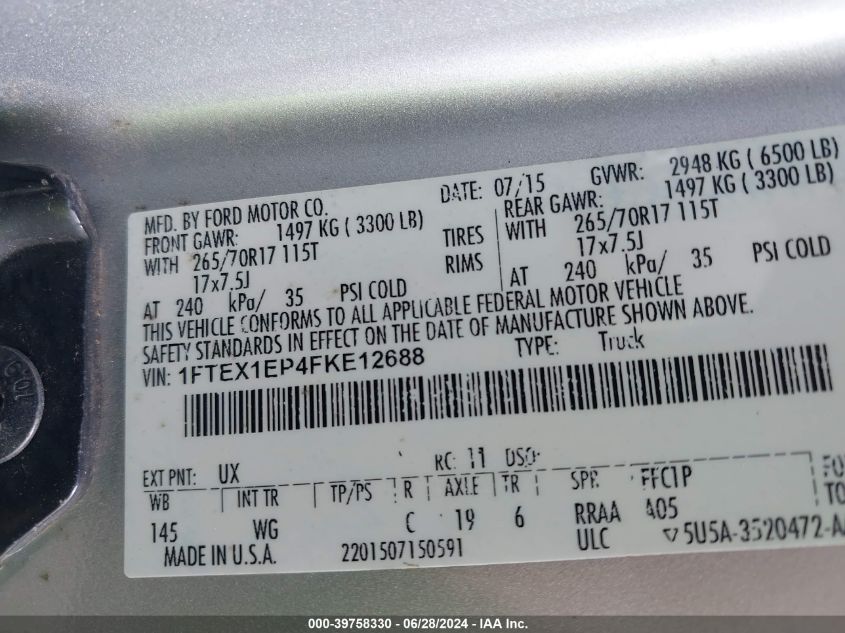 MFD. BY FORD MOTOR CO. DATE: 07/15 GVWR: 2948 KG ( 6500 LB)
FRONT GAWR: 1497 KG ( 3300 LB) REAR GAWR: 1497 KG ( 3300 LB)
WITH 265/70R17 115T TIRES WITH 265/70R17 115T
17x7.5J RIMS 17x7.5J
AT 240 kPa/ 35 PSI COLD AT 240 kPa/ 35 PSI COLD
THIS VEHICLE CONFORMS TO ALL APPLICABLE FEDERAL MOTOR VEHICLE
SAFETY STANDARDS IN EFFECT ON THE DATE OF MANUFACTURE SHOWN ABOVE.
VIN: 1FTEX1EP4FKE12688 TYPE: Truck
EXT PNT: UX RC: 11 DSO:
WB INT TR TP/PS R AXLE TR SPR FFC1P
145 WG C 19 6 RRAA 405
MADE IN U.S.A. 2201507150591 ULC 5U5A-3520472-A
000-39758330 - 06/28/2024 - IAA Inc.